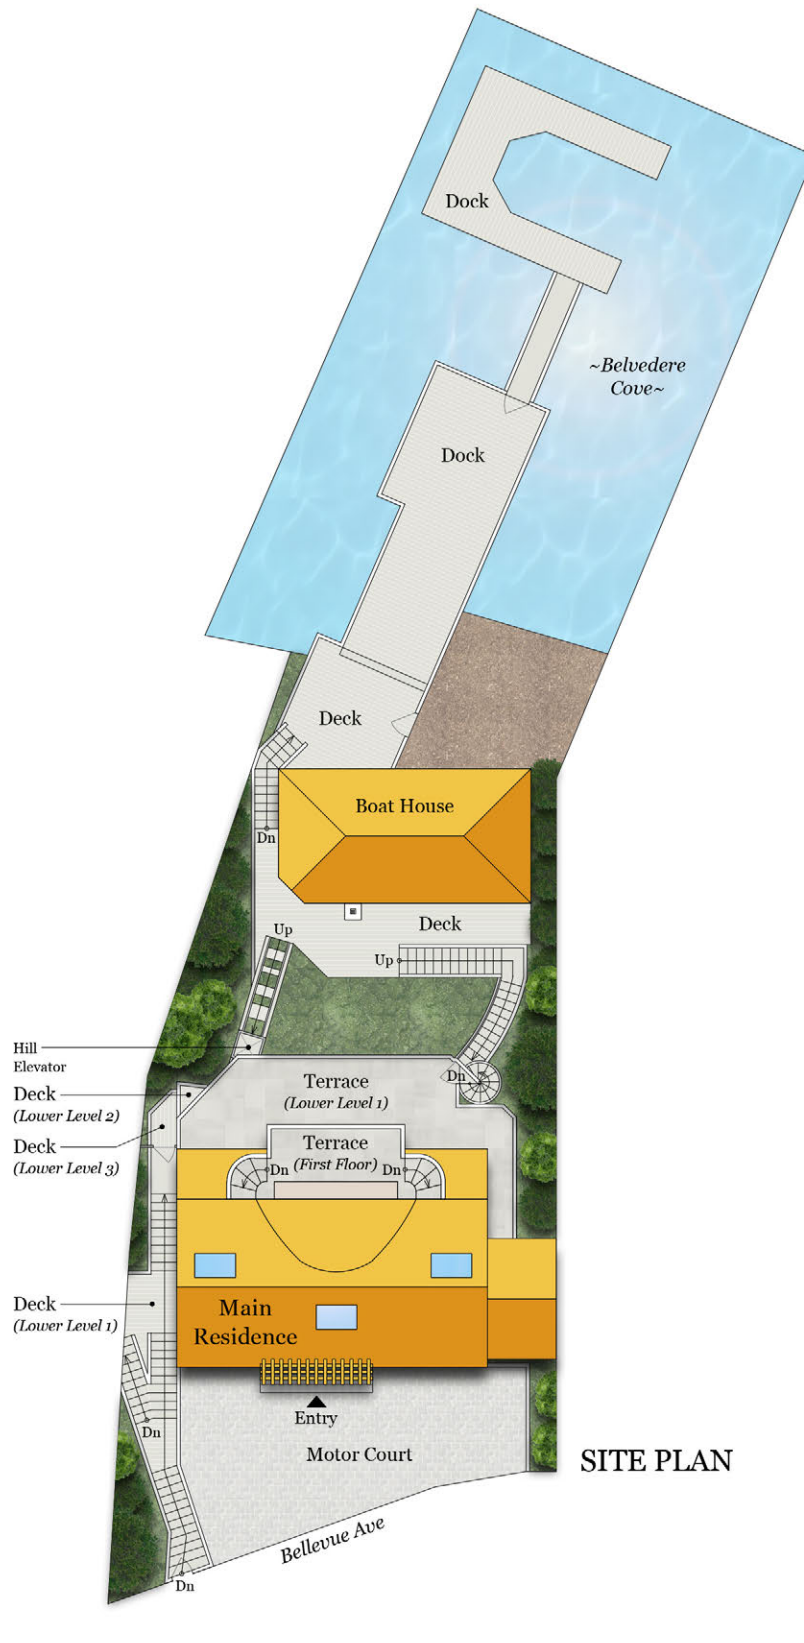 Dock
~Belvedere
Cove~
Dock
Deck
Boat House
Dn
Deck
Up
Up
Hill
Elevator
Deck
(Lower Level 2)
Deck
(Lower Level 3)
Terrace
(Lower Level 1)
Dn
Terrace
(First Floor)
Dn
Dn
Deck
(Lower Level 1)
Main
Residence
Entry
Dn
Motor Court
SITE PLAN
Bellevue Ave
Dn